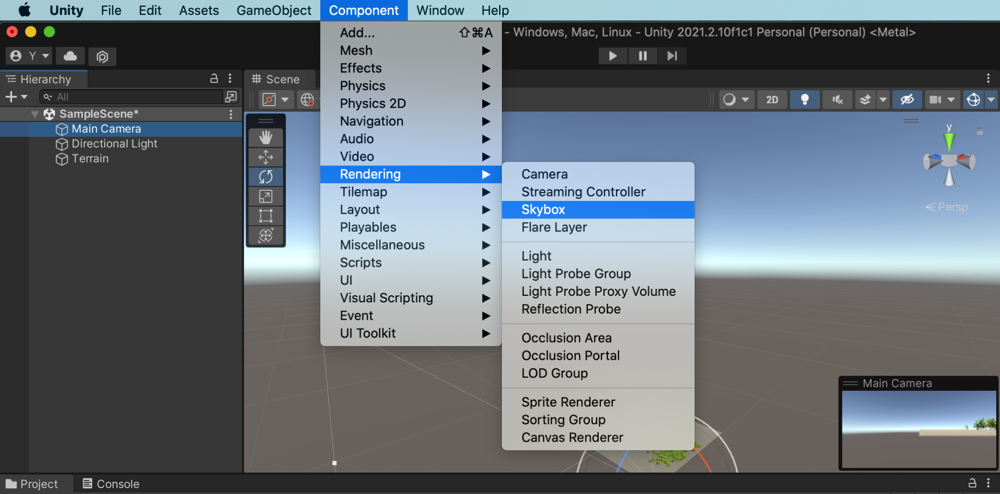 Unity File Edit Assets GameObject Component Window Help
- Windows, Mac, Linux - Unity 2021.2.10f1c1 Personal (Personal) <Metal>
Y
Hierarchy
All
SampleScene*
Main Camera
Directional Light
Terrain
Scene
2D
Add... ⇧⌘A
Mesh
Effects
Physics
Physics 2D
Navigation
Audio
Video
Rendering
Tilemap
Layout
Playables
Miscellaneous
Scripts
UI
Visual Scripting
Event
UI Toolkit
Camera
Streaming Controller
Skybox
Flare Layer
Light
Light Probe Group
Light Probe Proxy Volume
Reflection Probe
Occlusion Area
Occlusion Portal
LOD Group
Sprite Renderer
Sorting Group
Canvas Renderer
y
Persp
Main Camera
Project
Console